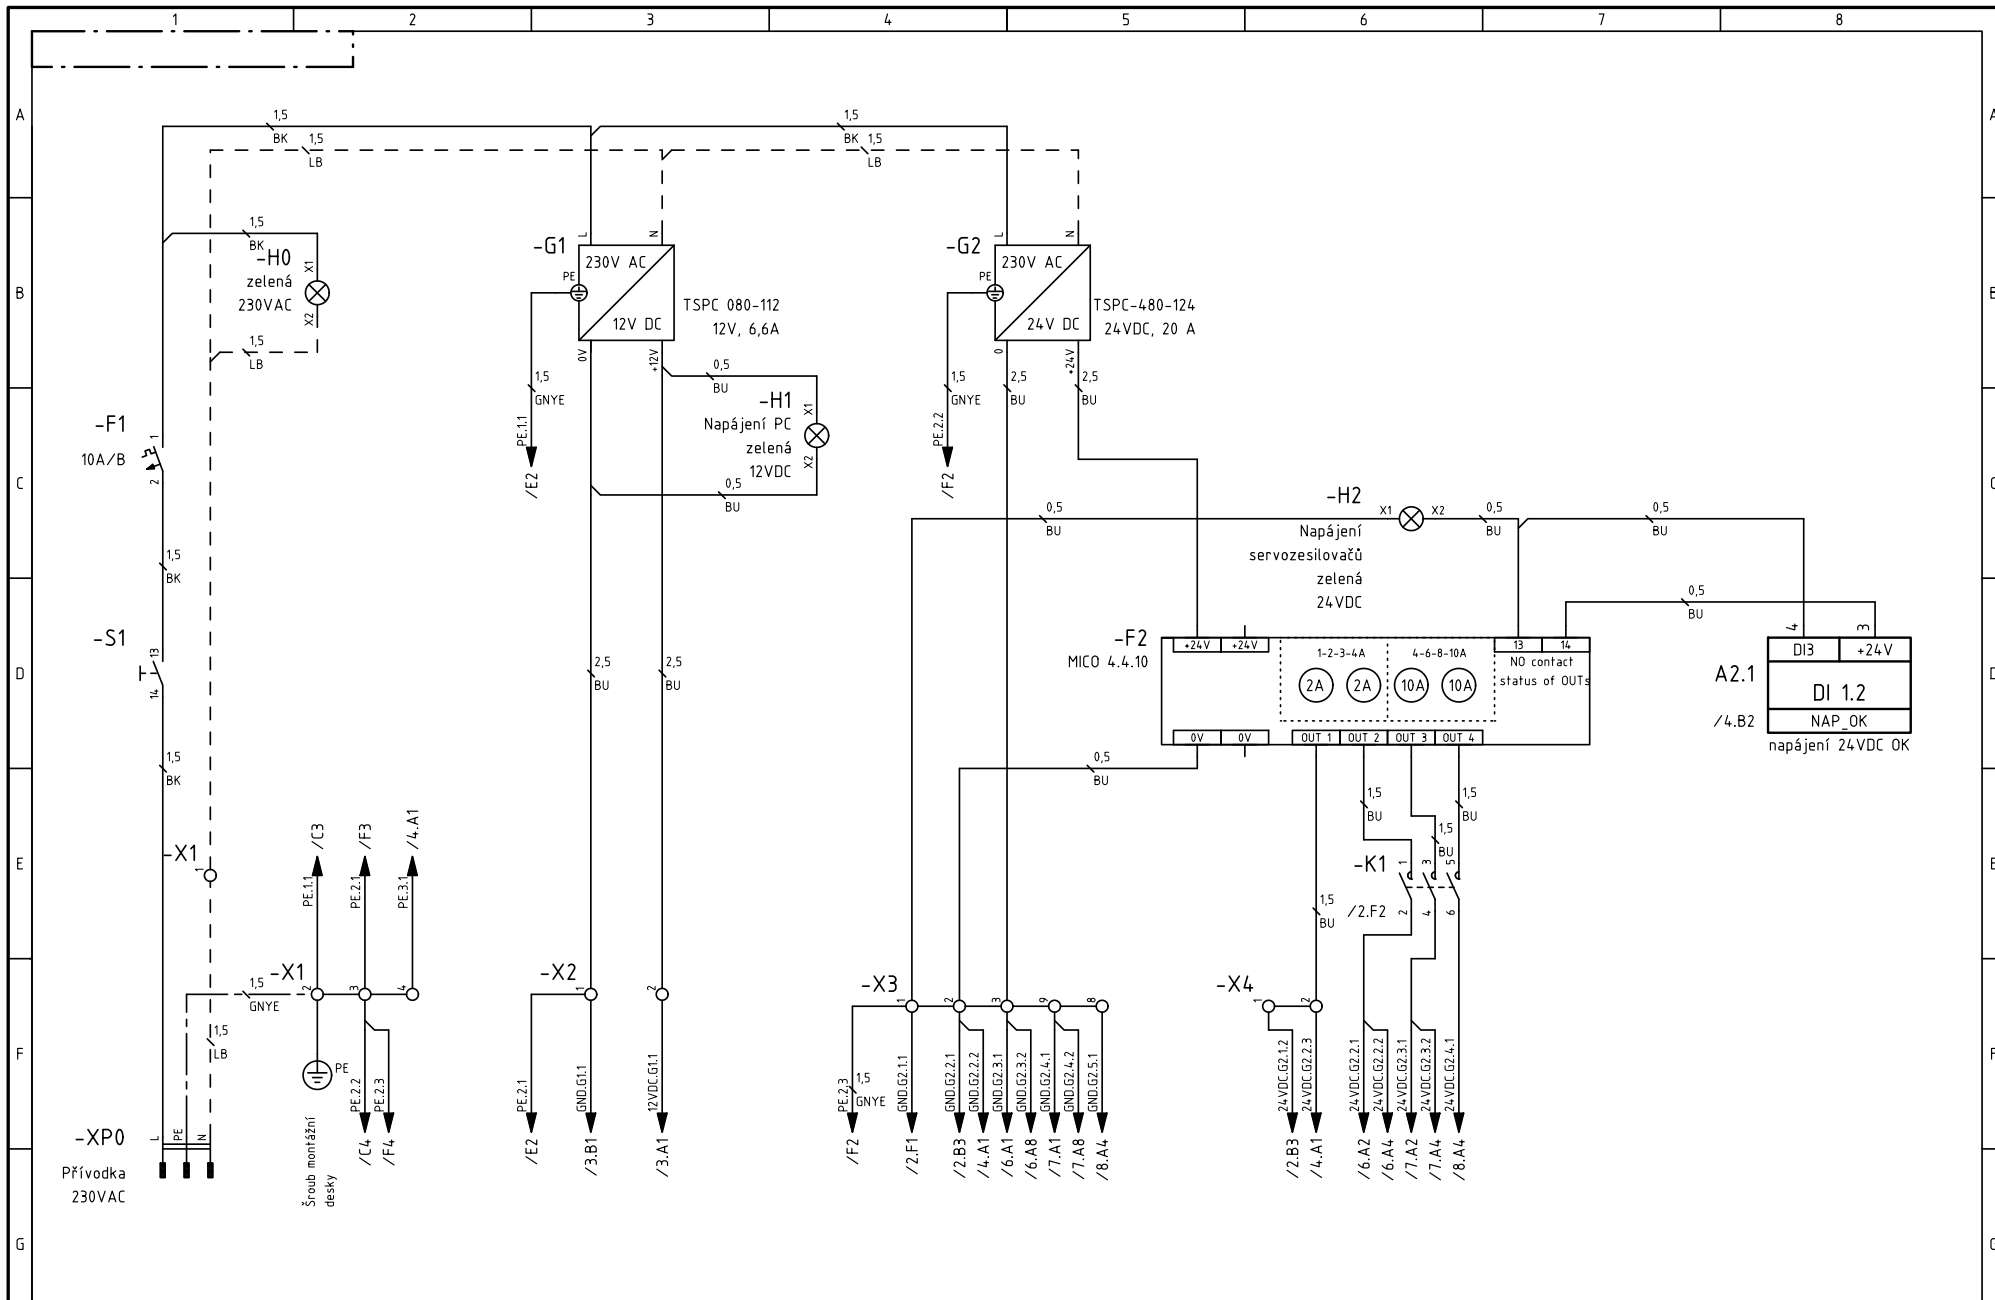 1 2 3 4 5 6 7 8
A
B
C
D
E
F
G
1,5
BK
1,5
LB
1,5
BK
1,5
LB
1,5
BK
-H0
zelená
230VAC
X1
X2
1,5
LB
-F1
10A/B
1
2
1,5
BK
-S1
13
14
1,5
BK
-X1
1
-XP0
Přívodka
230VAC
L
PE
N
1,5
LB
1,5
GNYE
-X1
2
3
4
PE.1.1
/C3
PE.2.1
/F3
PE.3.1
/4.A1
PE
Šroub montážní
desky
PE.2.2
/C4
PE.2.3
/F4
-G1
L
N
PE
230V AC
12V DC
TSPC 080-112
12V, 6,6A
0V
+12V
1,5
GNYE
PE.1.1
/E2
0,5
BU
-H1
Napájení PC
zelená
12VDC
X1
X2
0,5
BU
2,5
BU
2,5
BU
-X2
1
2
PE.2.1
/E2
GND.G1.1
/3.B1
12VDC.G1.1
/3.A1
-G2
L
N
PE
230V AC
24V DC
TSPC-480-124
24VDC, 20 A
0
+24V
1,5
GNYE
PE.2.2
/F2
2,5
BU
2,5
BU
0,5
BU
-H2
X1
X2
Napájení
servozesilovačů
zelená
24VDC
0,5
BU
0,5
BU
0,5
BU
-F2
MICO 4.4.10
+24V
+24V
1-2-3-4A
4-6-8-10A
2A
2A
10A
10A
13
14
NO contact
status of OUTs
0V
0V
OUT 1
OUT 2
OUT 3
OUT 4
A2.1
/4.B2
4
3
DI3
+24V
DI 1.2
NAP_OK
napájení 24VDC OK
0,5
BU
1,5
BU
1,5
BU
1,5
BU
1,5
BU
-K1
/2.F2
1
2
3
4
5
6
-X3
1
2
3
9
8
PE.2.3
1,5
GNYE
/F2
GND.G2.1.1
/2.F1
GND.G2.2.1
/2.B3
GND.G2.2.2
/4.A1
GND.G2.3.1
/6.A1
GND.G2.3.2
/6.A8
GND.G2.4.1
/7.A1
GND.G2.4.2
/7.A8
GND.G2.5.1
/8.A4
-X4
1
2
24VDC.G2.1.2
/2.B3
24VDC.G2.2.3
/4.A1
24VDC.G2.2.1
/6.A2
24VDC.G2.2.2
/6.A4
24VDC.G2.3.1
/7.A2
24VDC.G2.3.2
/7.A4
24VDC.G2.4.1
/8.A4